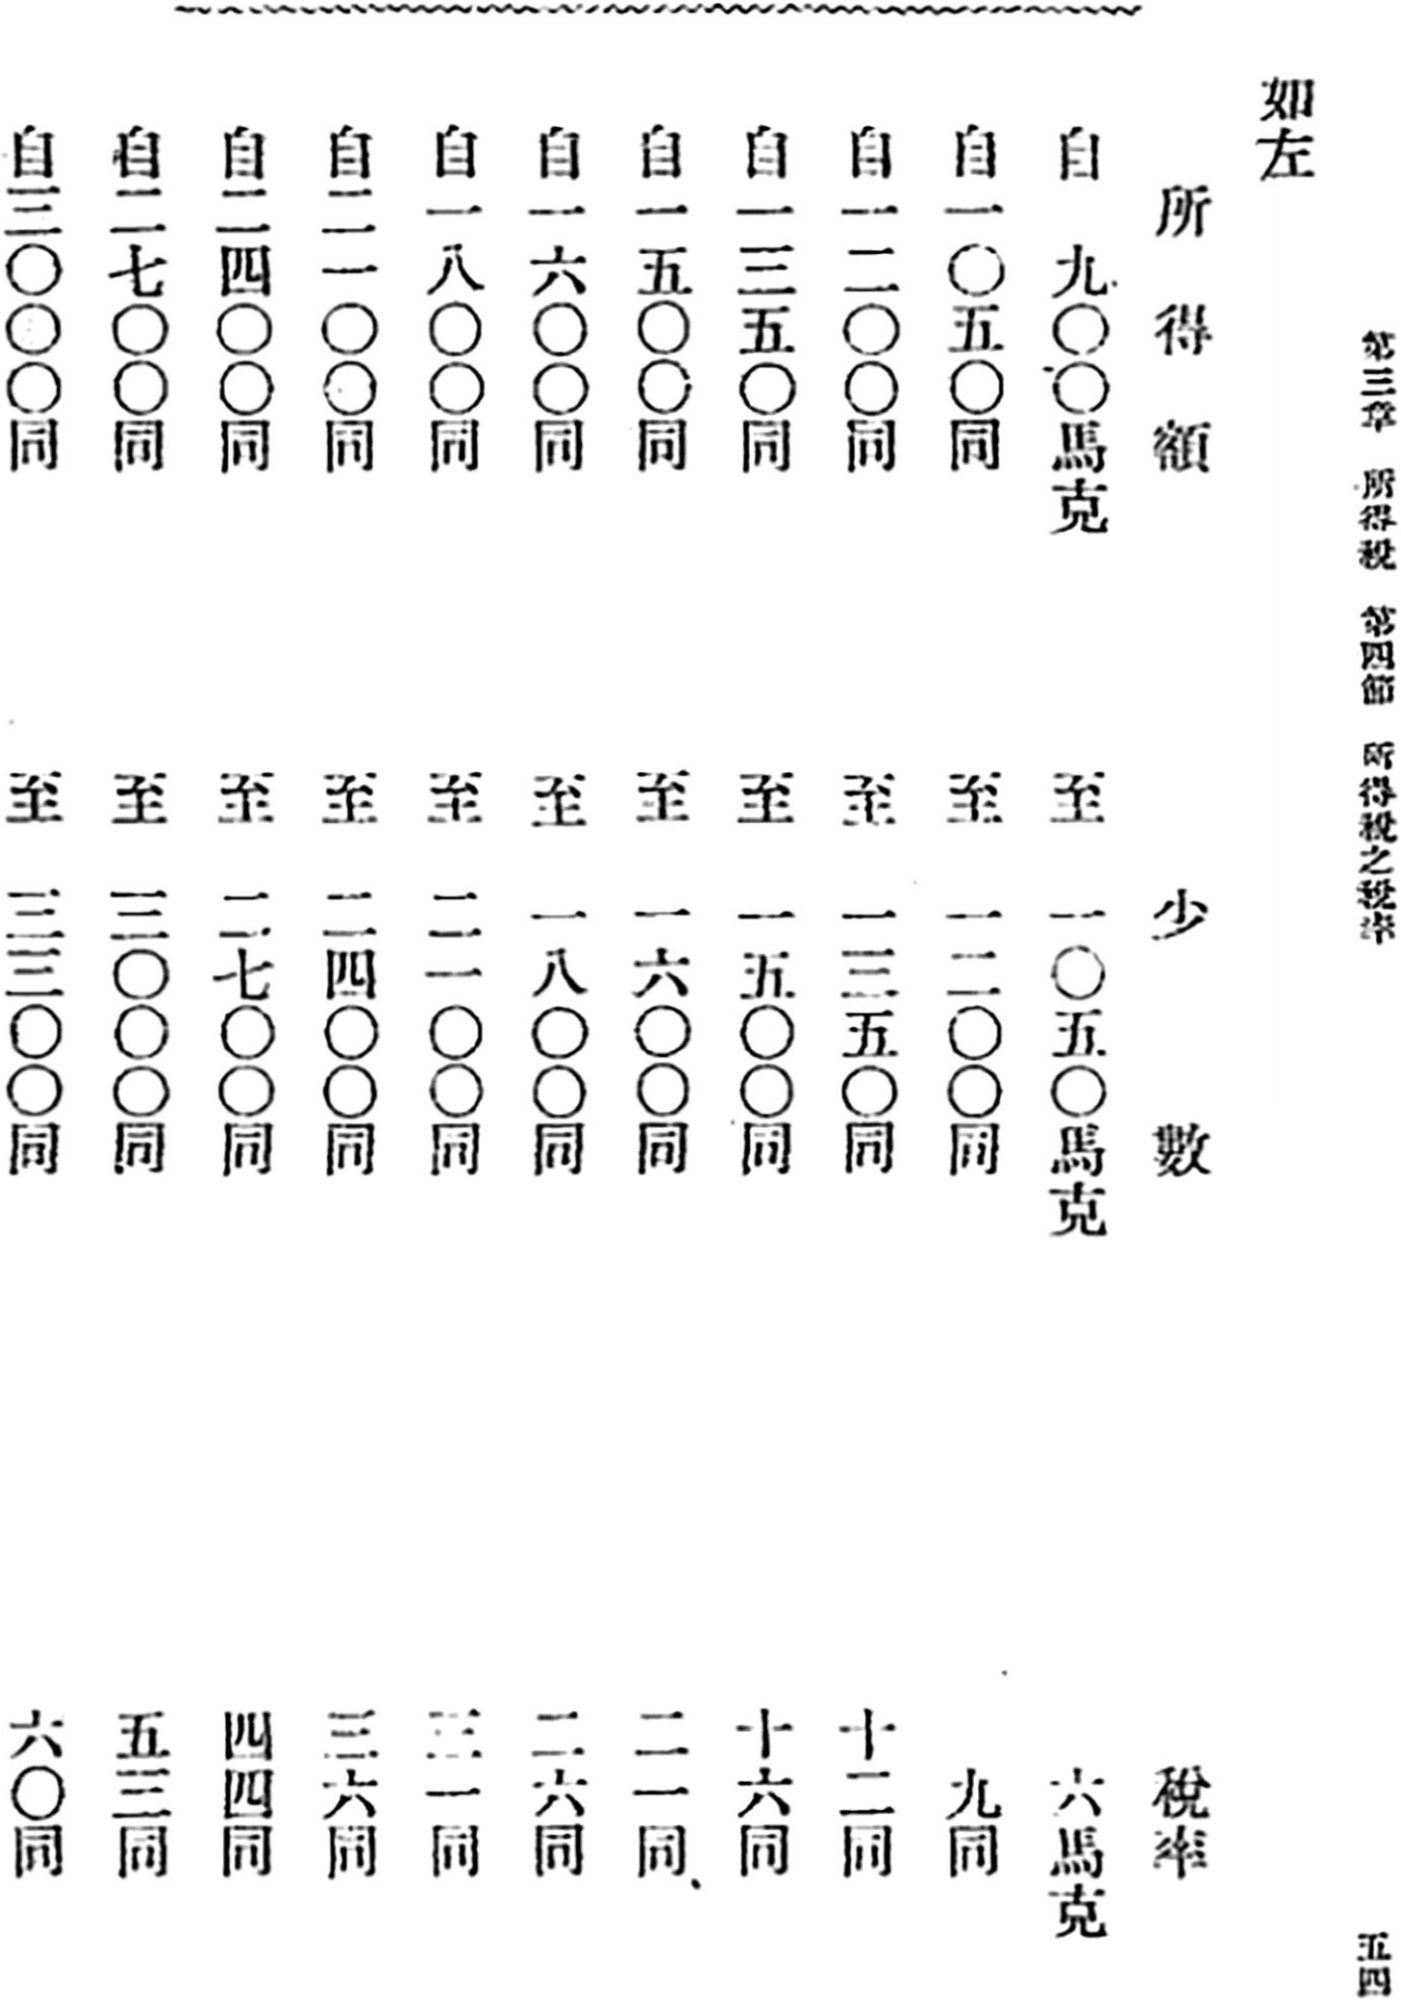 第三章　所得稅　第四節　所得稅之稅率　五四
如左
所得額　少數　稅率
自　九〇〇馬克　至　一〇五〇馬克　六馬克
自一〇五〇同　至　一二〇〇同　九同
自一二〇〇同　至　一三五〇同　十二同
自一三五〇同　至　一五〇〇同　十六同
自一五〇〇同　至　一六〇〇同　二一同
自一六〇〇同　至　一八〇〇同　二六同
自一八〇〇同　至　二一〇〇同　三一同
自二一〇〇同　至　二四〇〇同　三六同
自二四〇〇同　至　二七〇〇同　四四同
自二七〇〇同　至　三〇〇〇同　五三同
自三〇〇〇同　至　三三〇〇同　六〇同